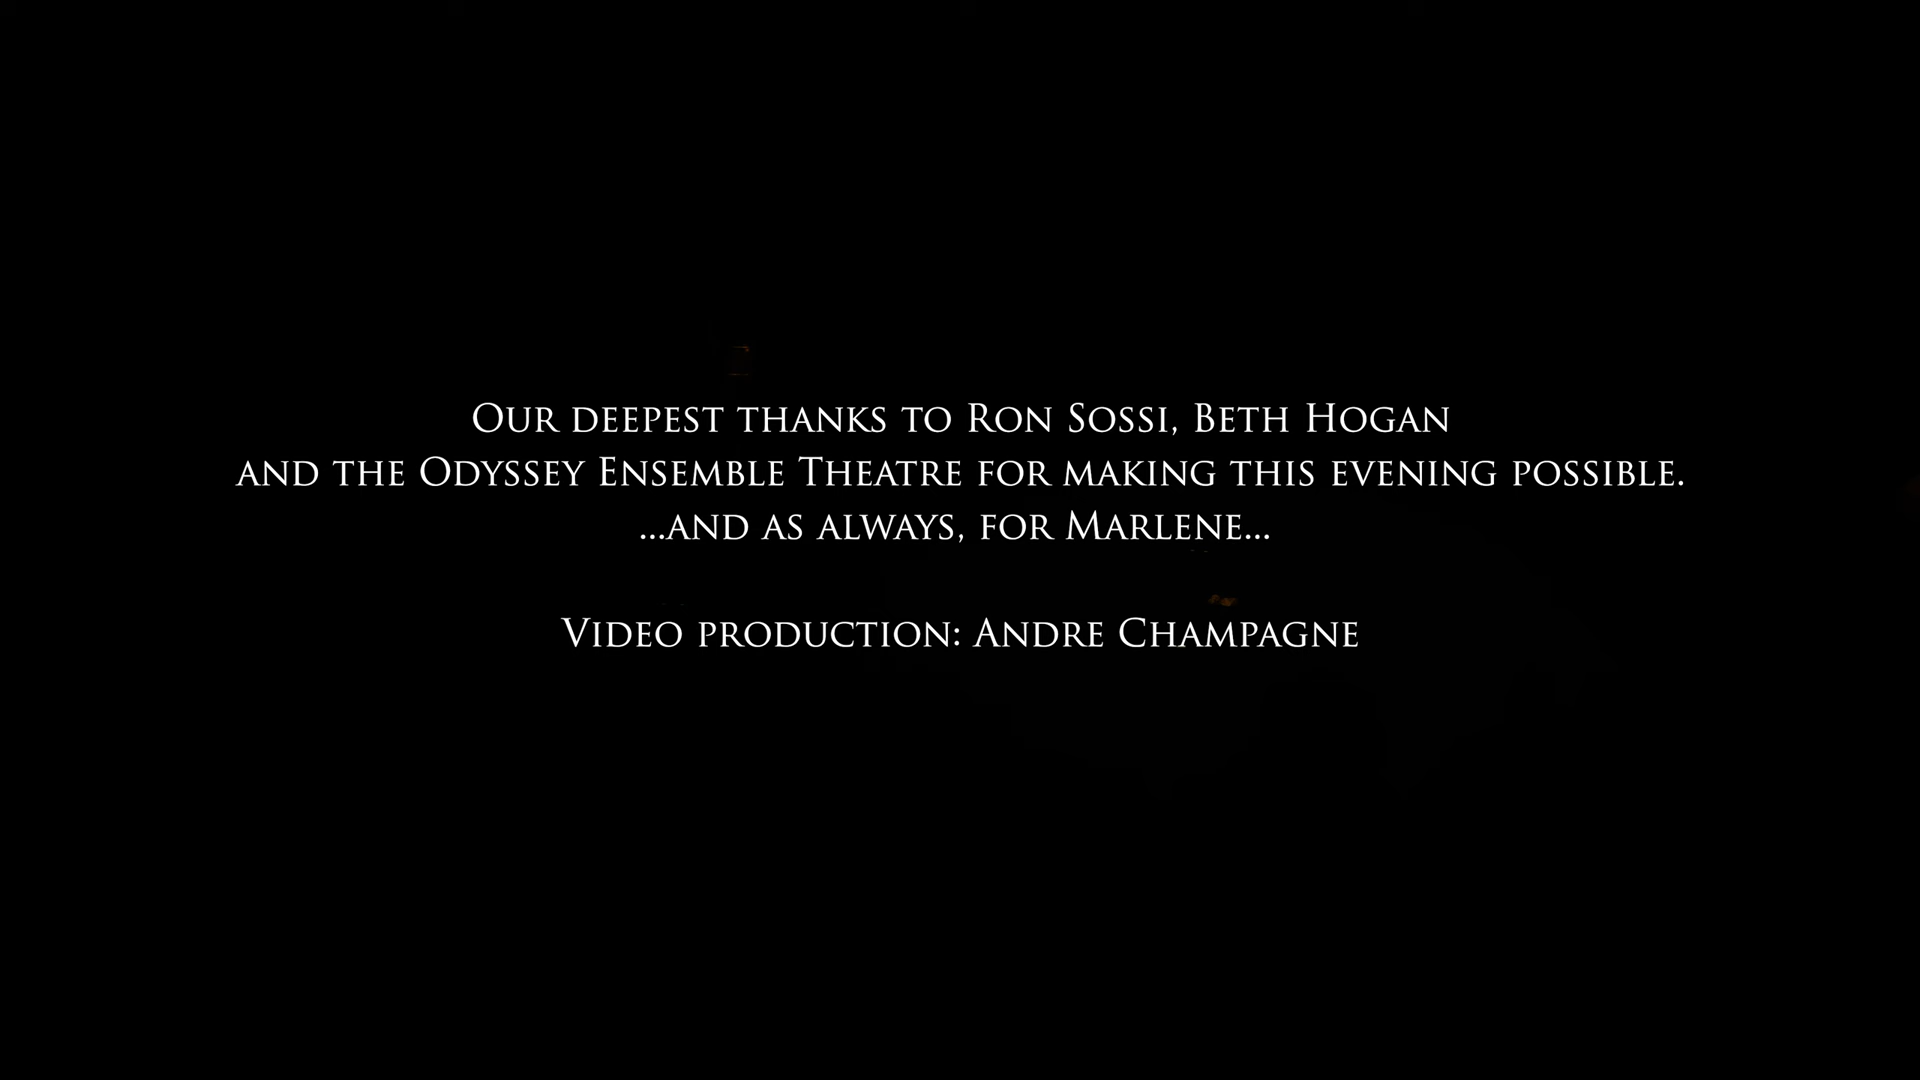 Our deepest thanks to Ron Sossi, Beth Hogan
and the Odyssey Ensemble Theatre for making this evening possible.
...and as always, for Marlene...
Video production: Andre Champagne